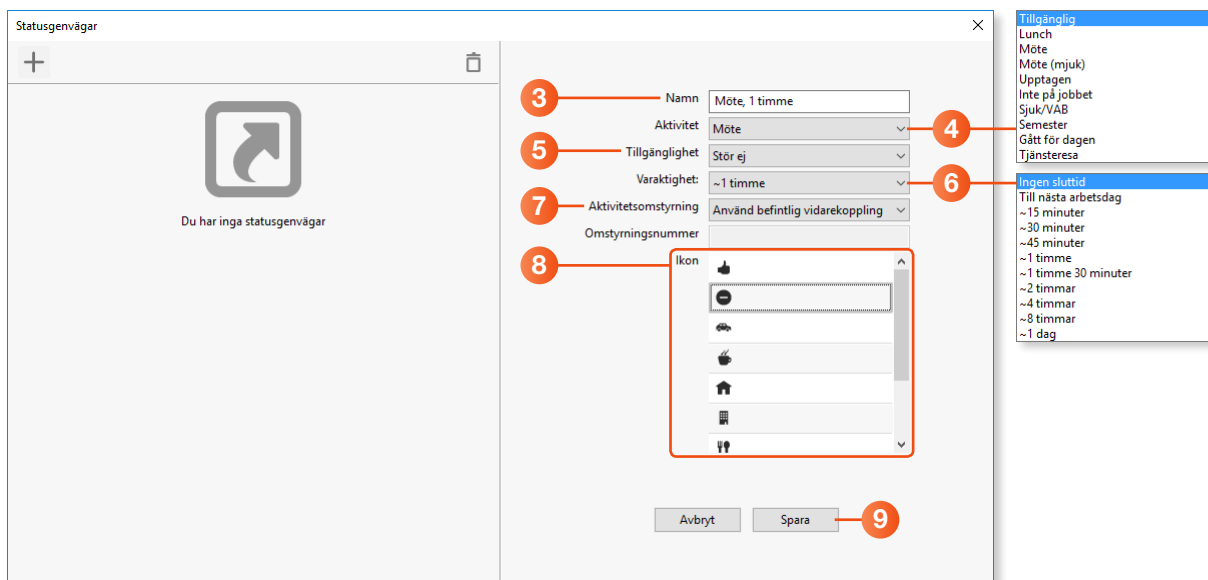 Statusgenvägar
Du har inga statusgenvägar
3
Namn
Möte, 1 timme
Aktivitet
Möte
4
5
Tillgänglighet
Stör ej
Varaktighet:
~1 timme
6
7
Aktivitetsomstyrning
Använd befintlig vidarekoppling
Omstyrningsnummer
8
Ikon
Avbryt
Spara
9
Tillgänglig
Lunch
Möte
Möte (mjuk)
Upptagen
Inte på jobbet
Sjuk/VAB
Semester
Gått för dagen
Tjänsteresa
Ingen sluttid
Till nästa arbetsdag
~15 minuter
~30 minuter
~45 minuter
~1 timme
~1 timme 30 minuter
~2 timmar
~4 timmar
~8 timmar
~1 dag